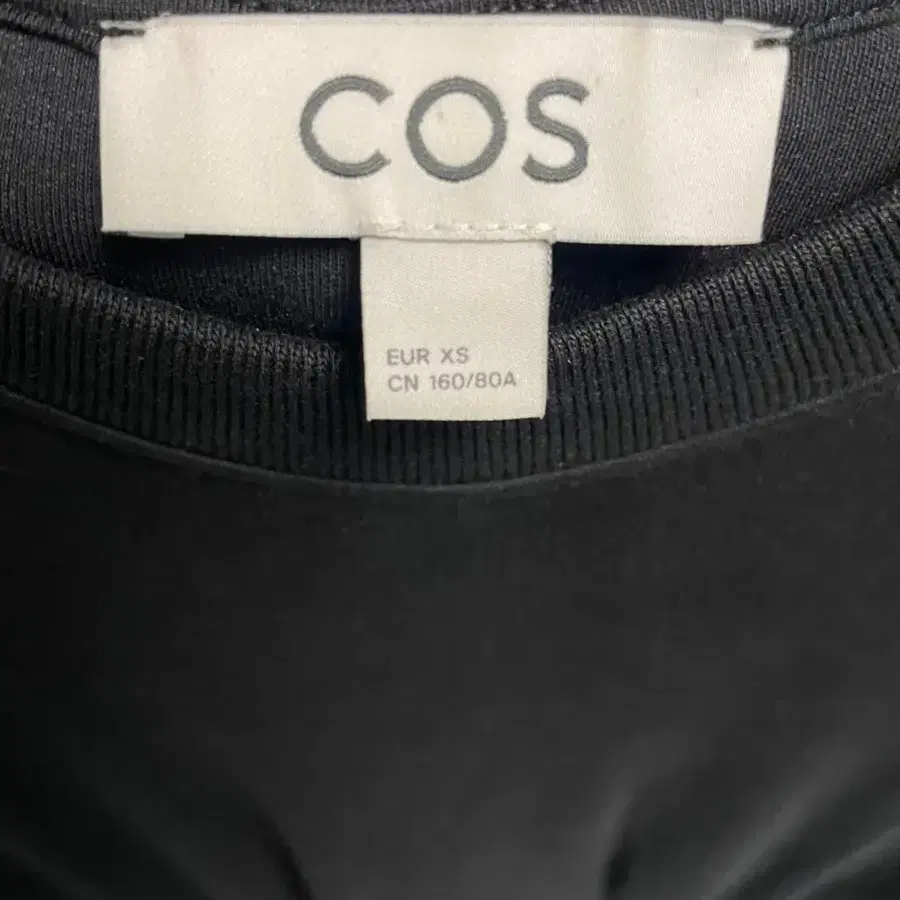 COS
EUR XS
CN 160/80A